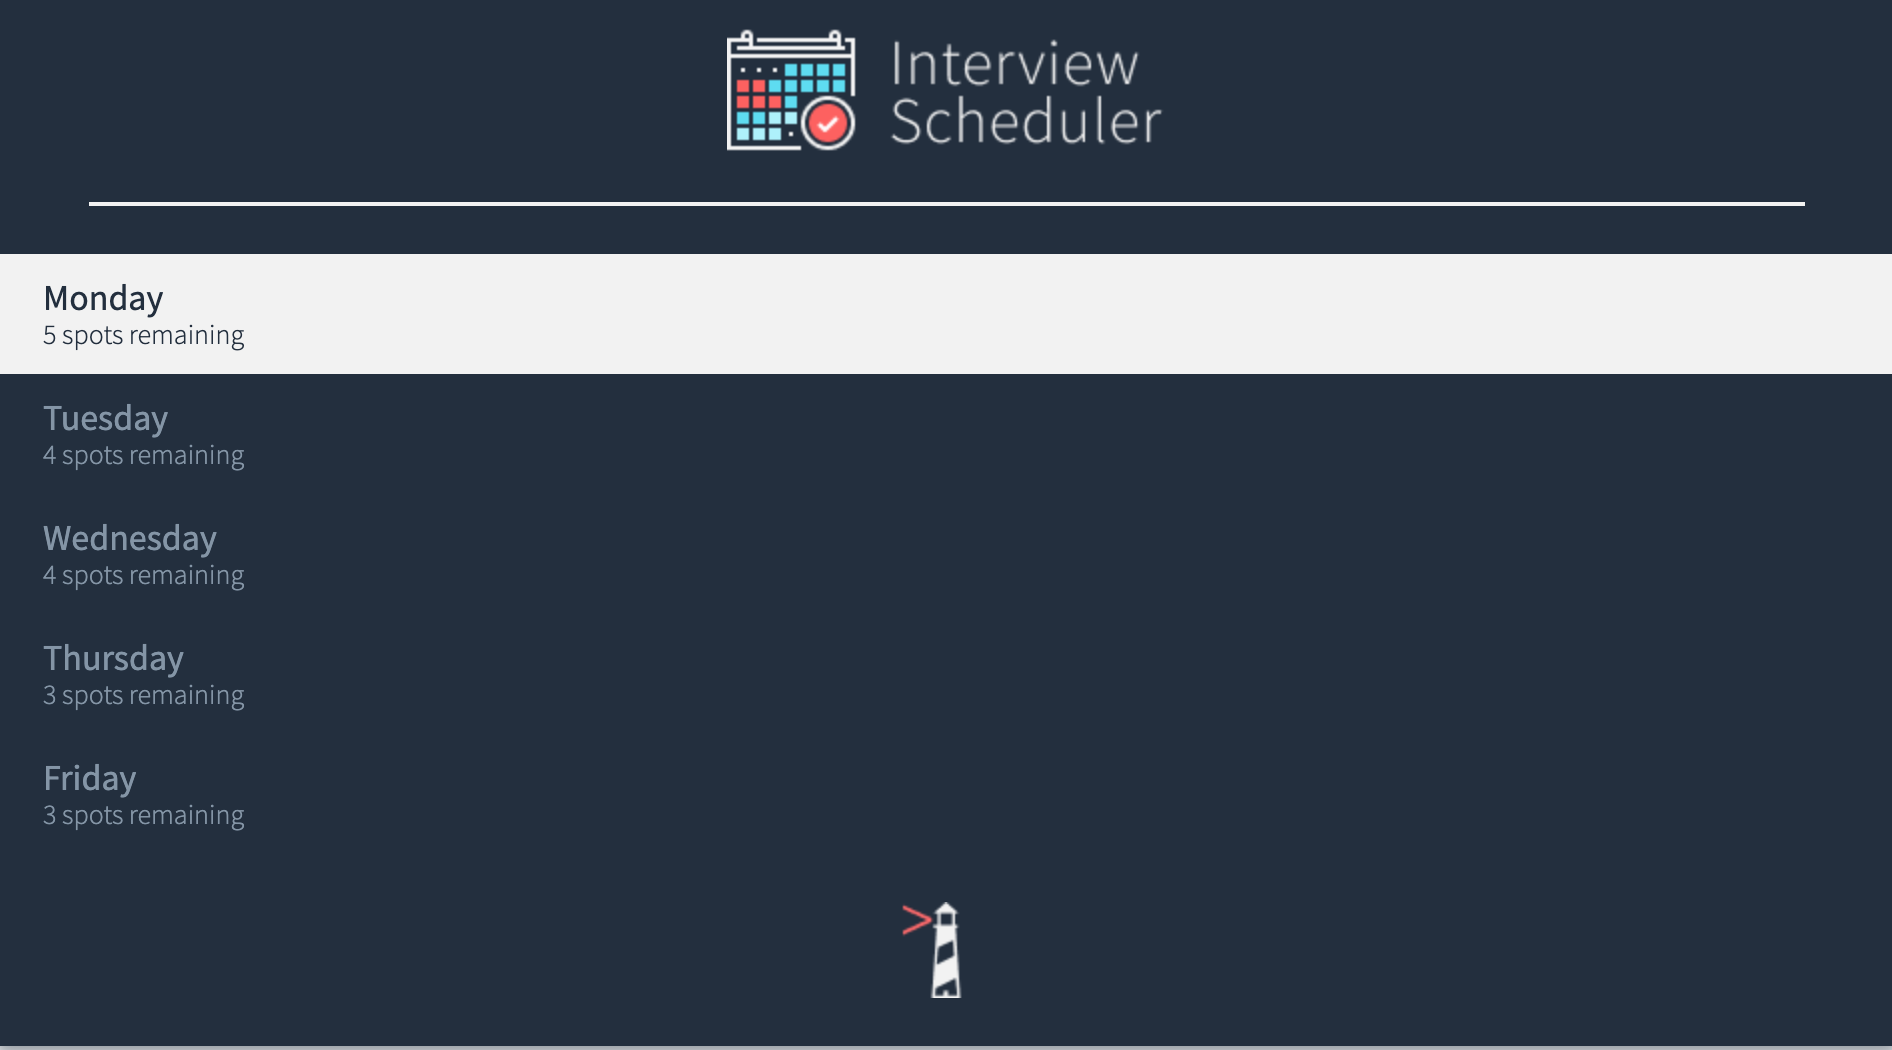 Interview
Scheduler
Monday
5 spots remaining
Tuesday
4 spots remaining
Wednesday
4 spots remaining
Thursday
3 spots remaining
Friday
3 spots remaining